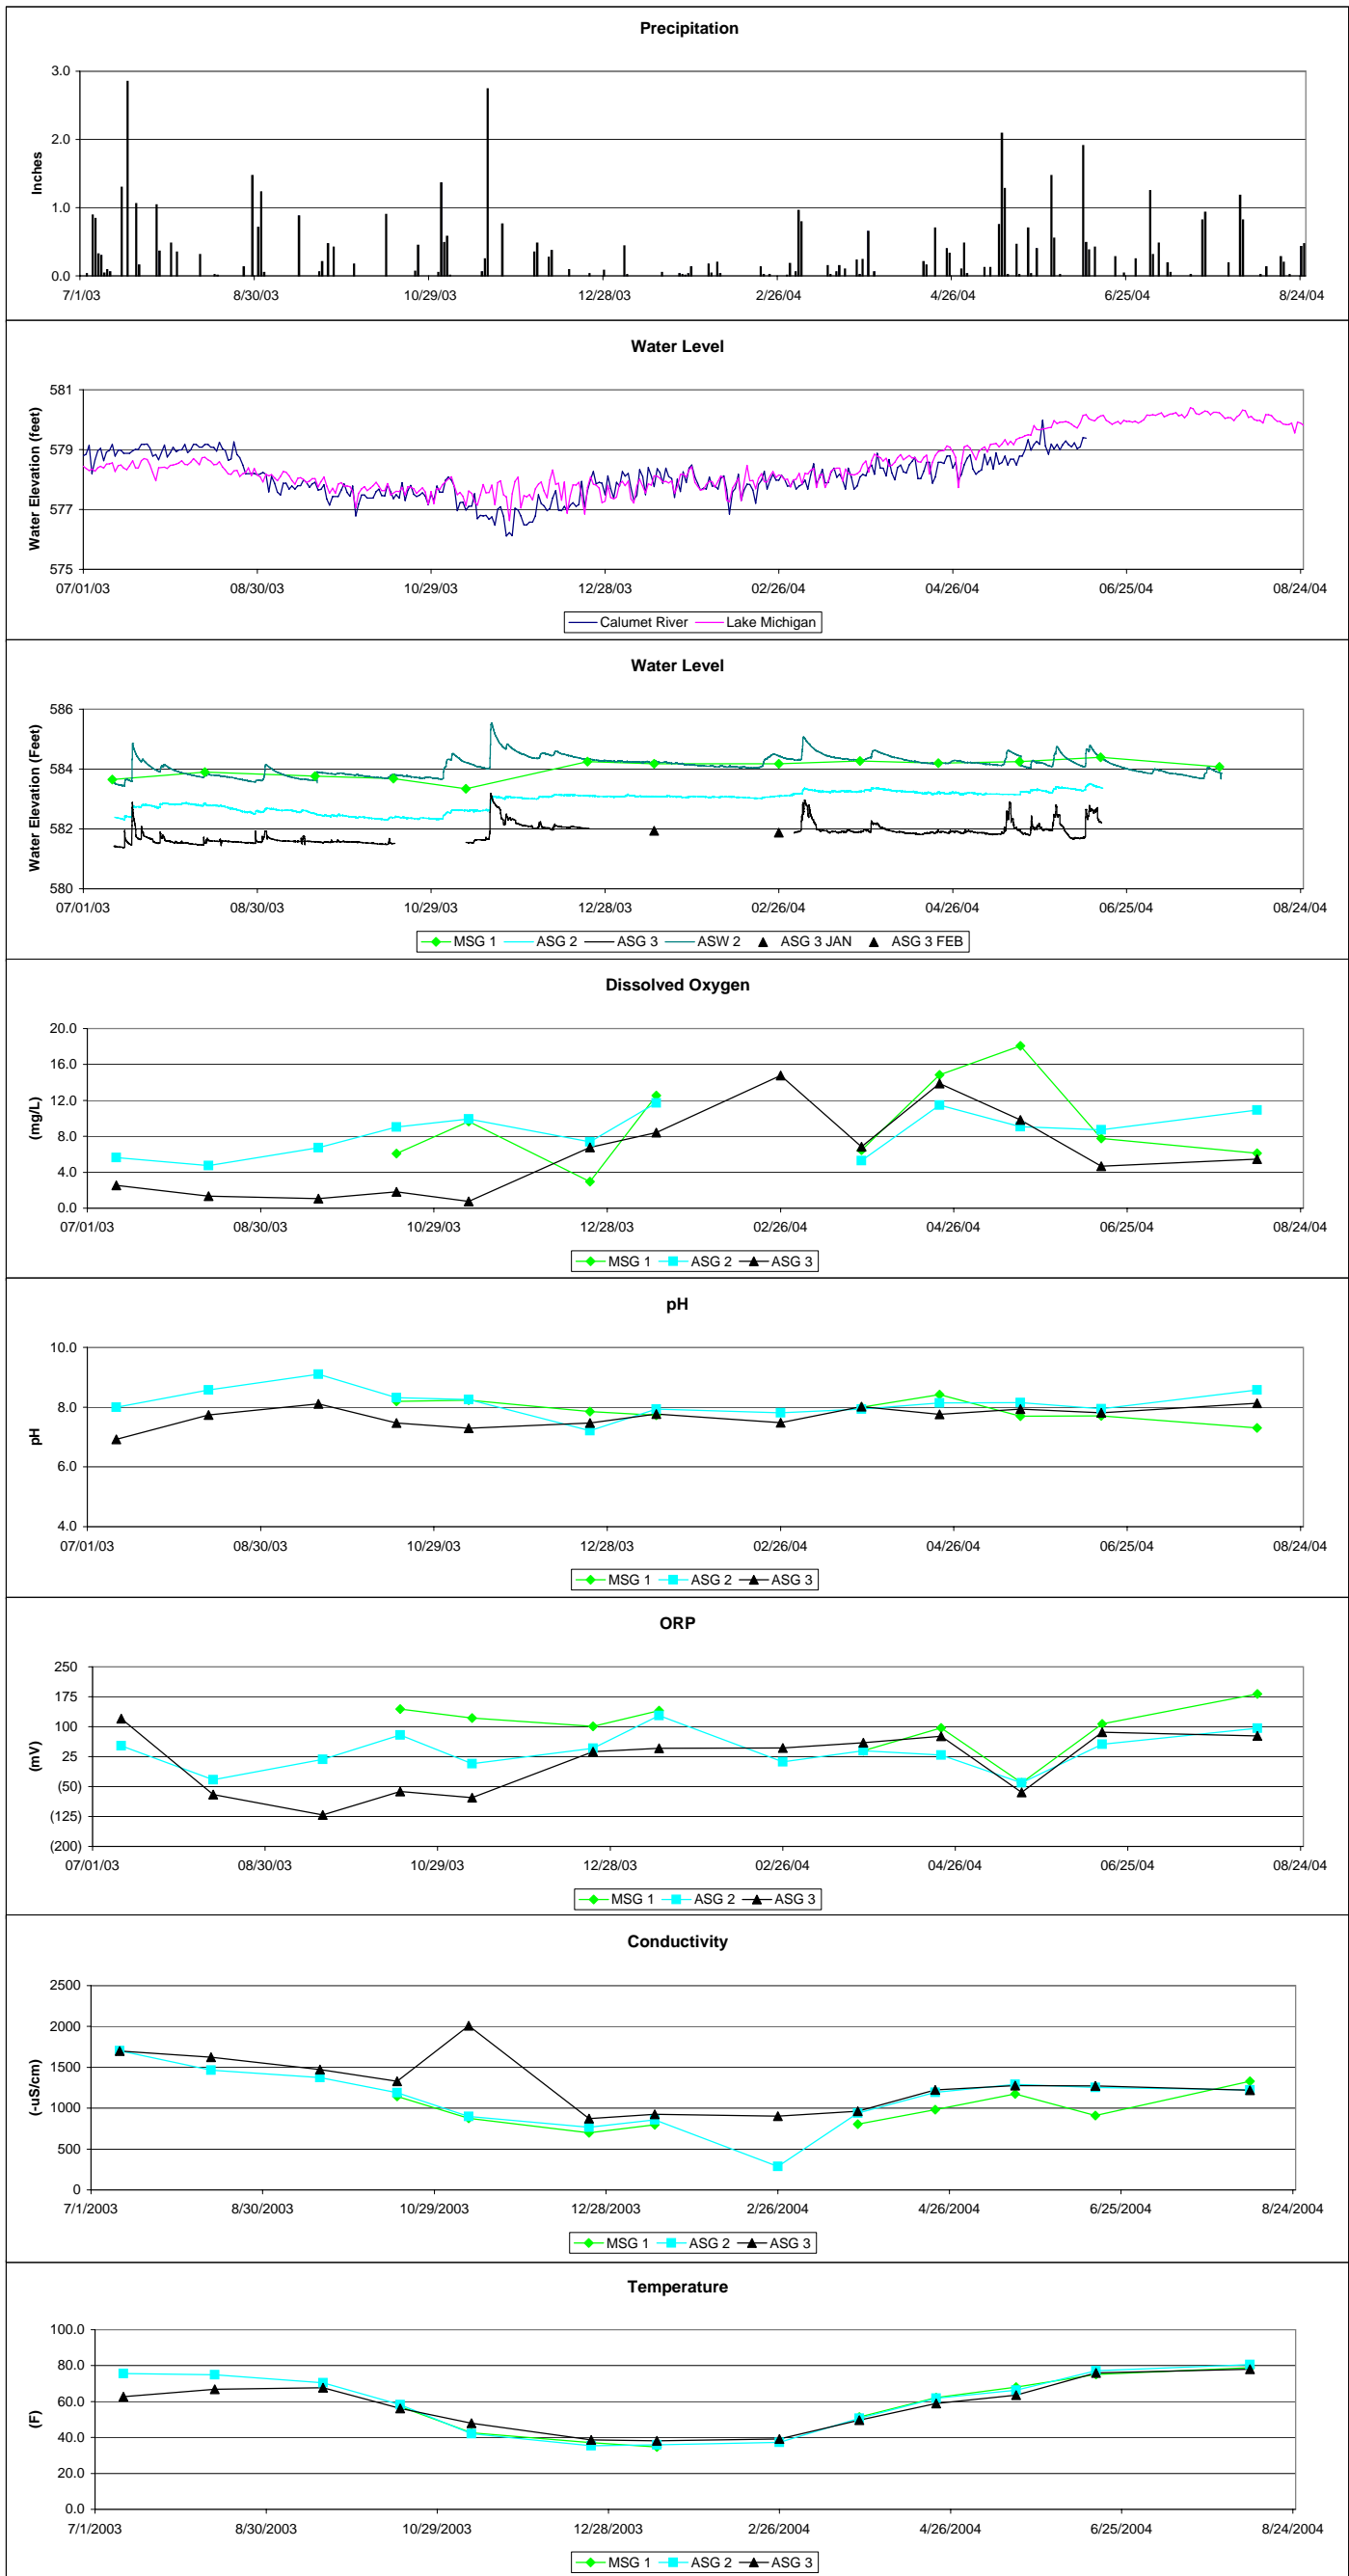 Precipitation
3.0
2.0
1.0
0.0
Inches
7/1/03 8/30/03 10/29/03 12/28/03 2/26/04 4/26/04 6/25/04 8/24/04
Water Level
581
579
577
575
Water Elevation (feet)
07/01/03 08/30/03 10/29/03 12/28/03 02/26/04 04/26/04 06/25/04 08/24/04
Calumet River Lake Michigan
Water Level
586
584
582
580
Water Elevation (Feet)
07/01/03 08/30/03 10/29/03 12/28/03 02/26/04 04/26/04 06/25/04 08/24/04
MSG 1 ASG 2 ASG 3 ASW 2 ASG 3 JAN ASG 3 FEB
Dissolved Oxygen
20.0
16.0
12.0
8.0
4.0
0.0
(mg/L)
07/01/03 08/30/03 10/29/03 12/28/03 02/26/04 04/26/04 06/25/04 08/24/04
MSG 1 ASG 2 ASG 3
pH
10.0
8.0
6.0
4.0
pH
07/01/03 08/30/03 10/29/03 12/28/03 02/26/04 04/26/04 06/25/04 08/24/04
MSG 1 ASG 2 ASG 3
ORP
250
175
100
25
(50)
(125)
(200)
(mV)
07/01/03 08/30/03 10/29/03 12/28/03 02/26/04 04/26/04 06/25/04 08/24/04
MSG 1 ASG 2 ASG 3
Conductivity
2500
2000
1500
1000
500
0
(-uS/cm)
7/1/2003 8/30/2003 10/29/2003 12/28/2003 2/26/2004 4/26/2004 6/25/2004 8/24/2004
MSG 1 ASG 2 ASG 3
Temperature
100.0
80.0
60.0
40.0
20.0
0.0
(F)
7/1/2003 8/30/2003 10/29/2003 12/28/2003 2/26/2004 4/26/2004 6/25/2004 8/24/2004
MSG 1 ASG 2 ASG 3